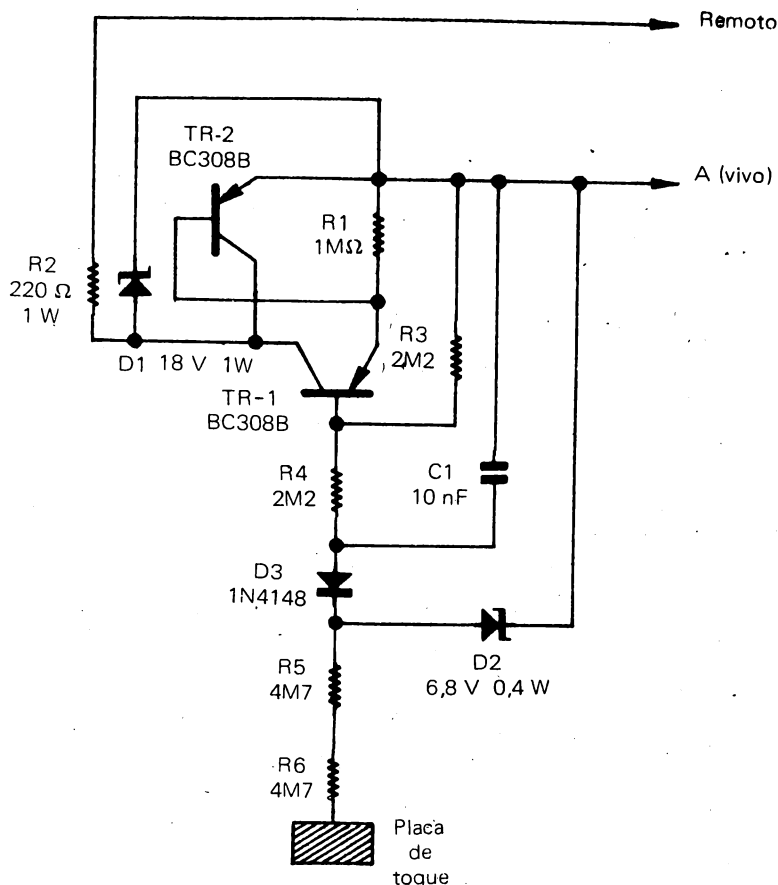 Remoto
TR-2
BC308B
A (vivo)
R1
1MΩ
R2
220 Ω
1 W
R3
2M2
D1 18 V 1W
TR-1
BC308B
R4
2M2
C1
10 nF
D3
1N4148
D2
6,8 V 0,4 W
R5
4M7
R6
4M7
Placa
de
toque